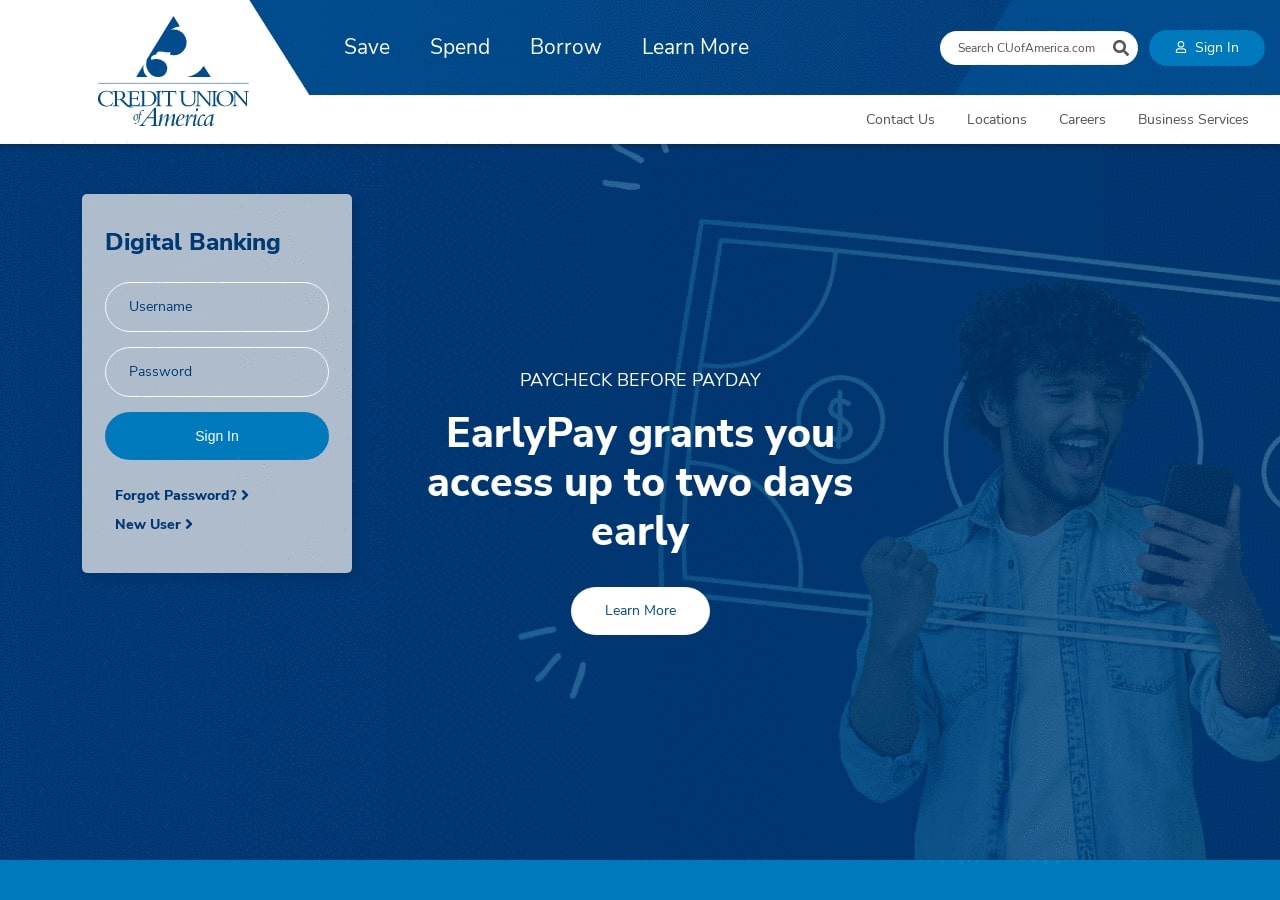 CREDIT UNION
of America
Save
Spend
Borrow
Learn More
Search CUofAmerica.com
Sign In
Contact Us
Locations
Careers
Business Services
Digital Banking
Username
Password
Sign In
Forgot Password?
New User
PAYCHECK BEFORE PAYDAY
EarlyPay grants you
access up to two days
early
Learn More
$